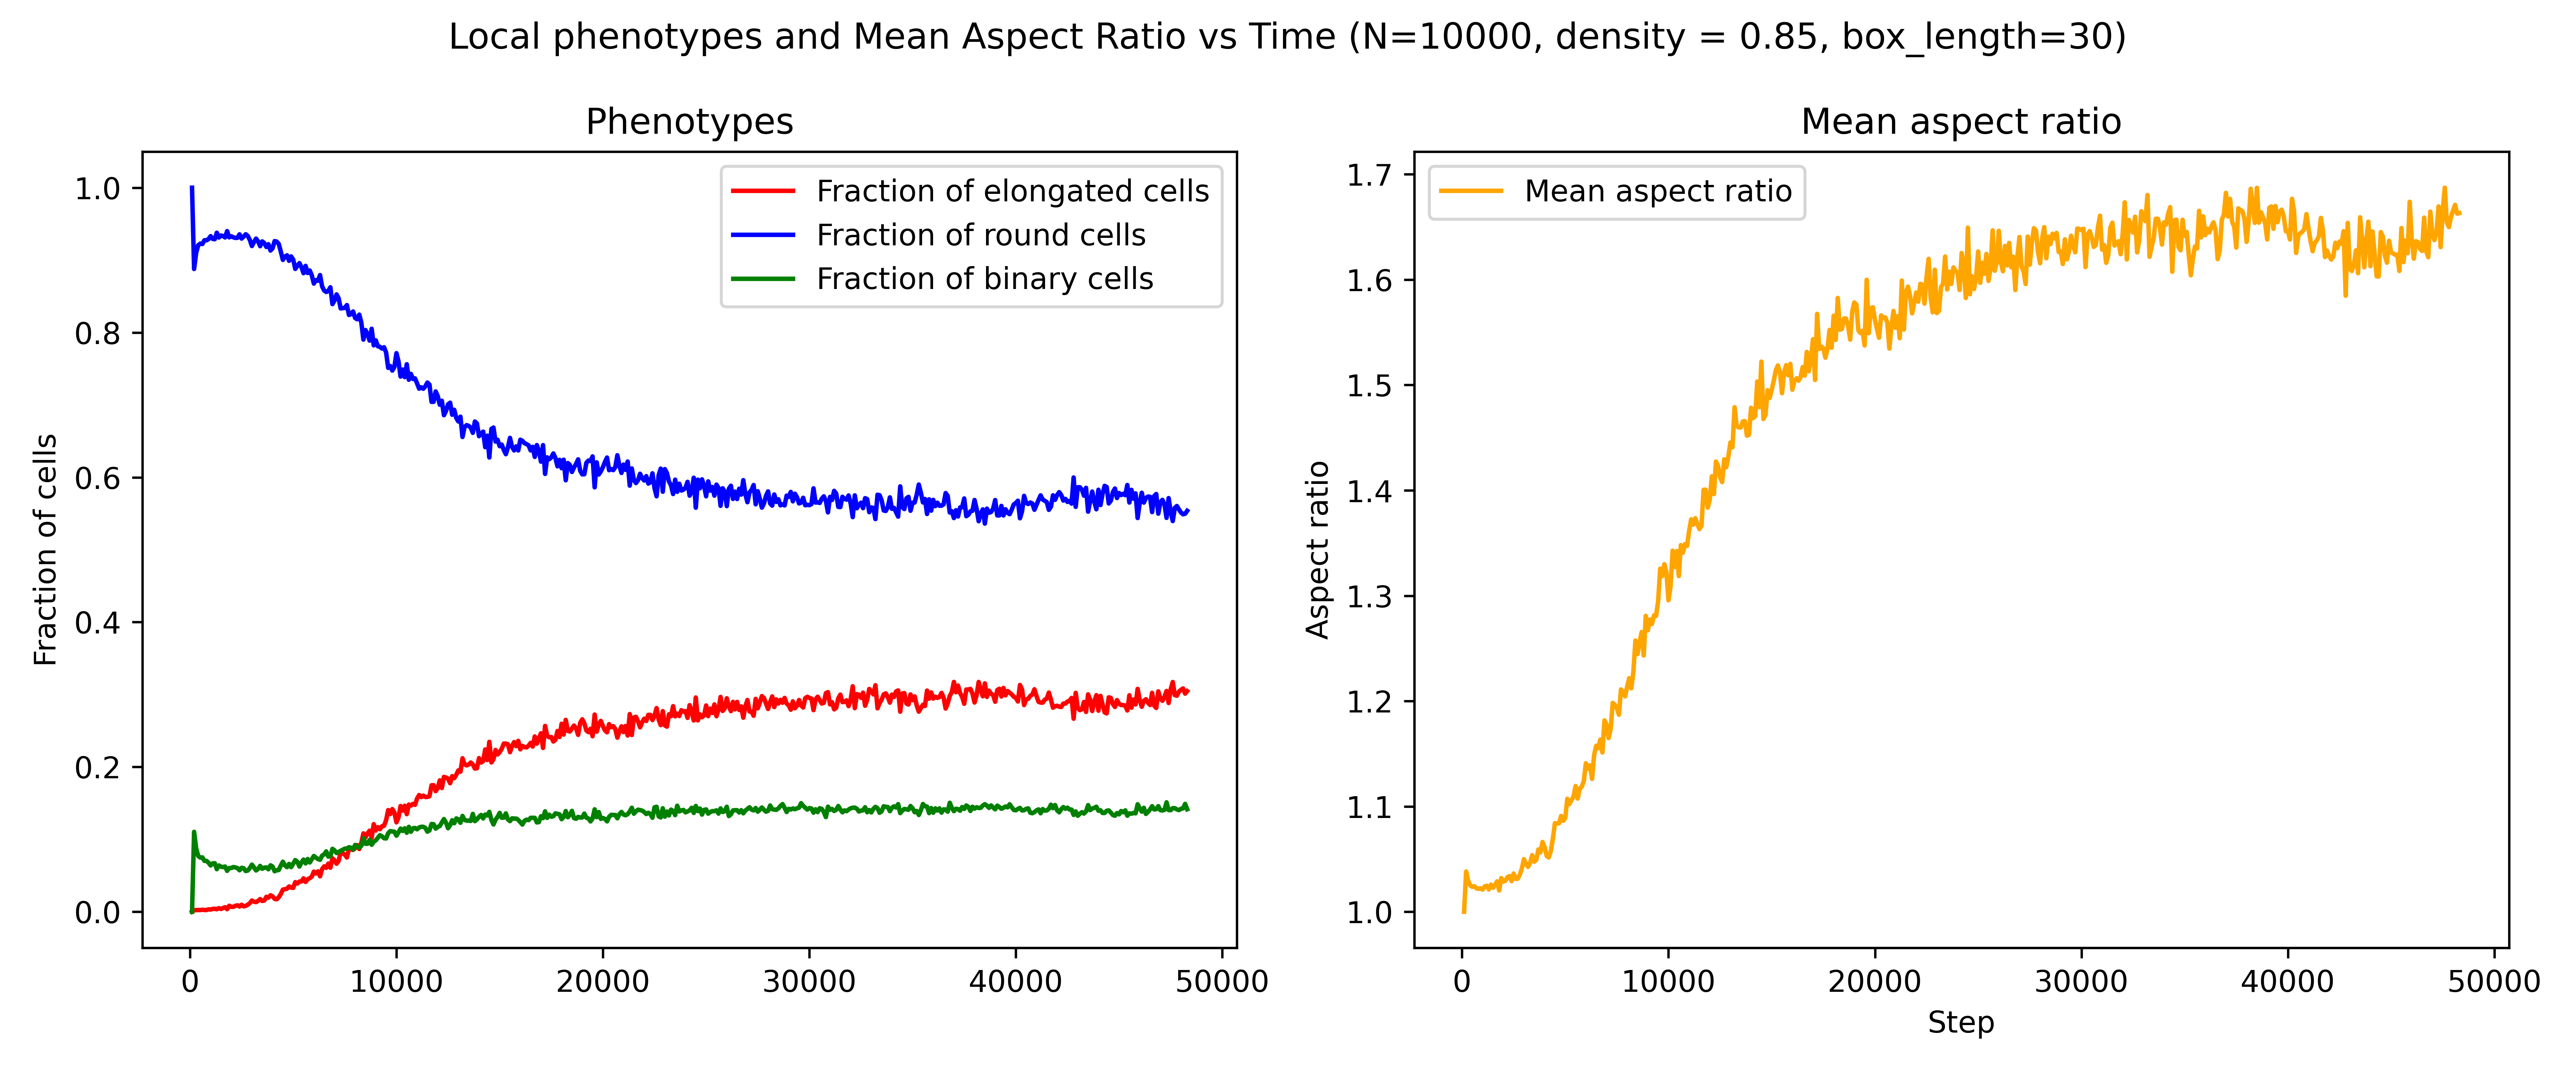 Local phenotypes and Mean Aspect Ratio vs Time (N=10000, density = 0.85, box_length=30)
Phenotypes
Fraction of elongated cells
Fraction of round cells
Fraction of binary cells
Fraction of cells
1.0
0.8
0.6
0.4
0.2
0.0
0
10000
20000
30000
40000
50000
Mean aspect ratio
Mean aspect ratio
Aspect ratio
1.7
1.6
1.5
1.4
1.3
1.2
1.1
1.0
0
10000
20000
30000
40000
50000
Step